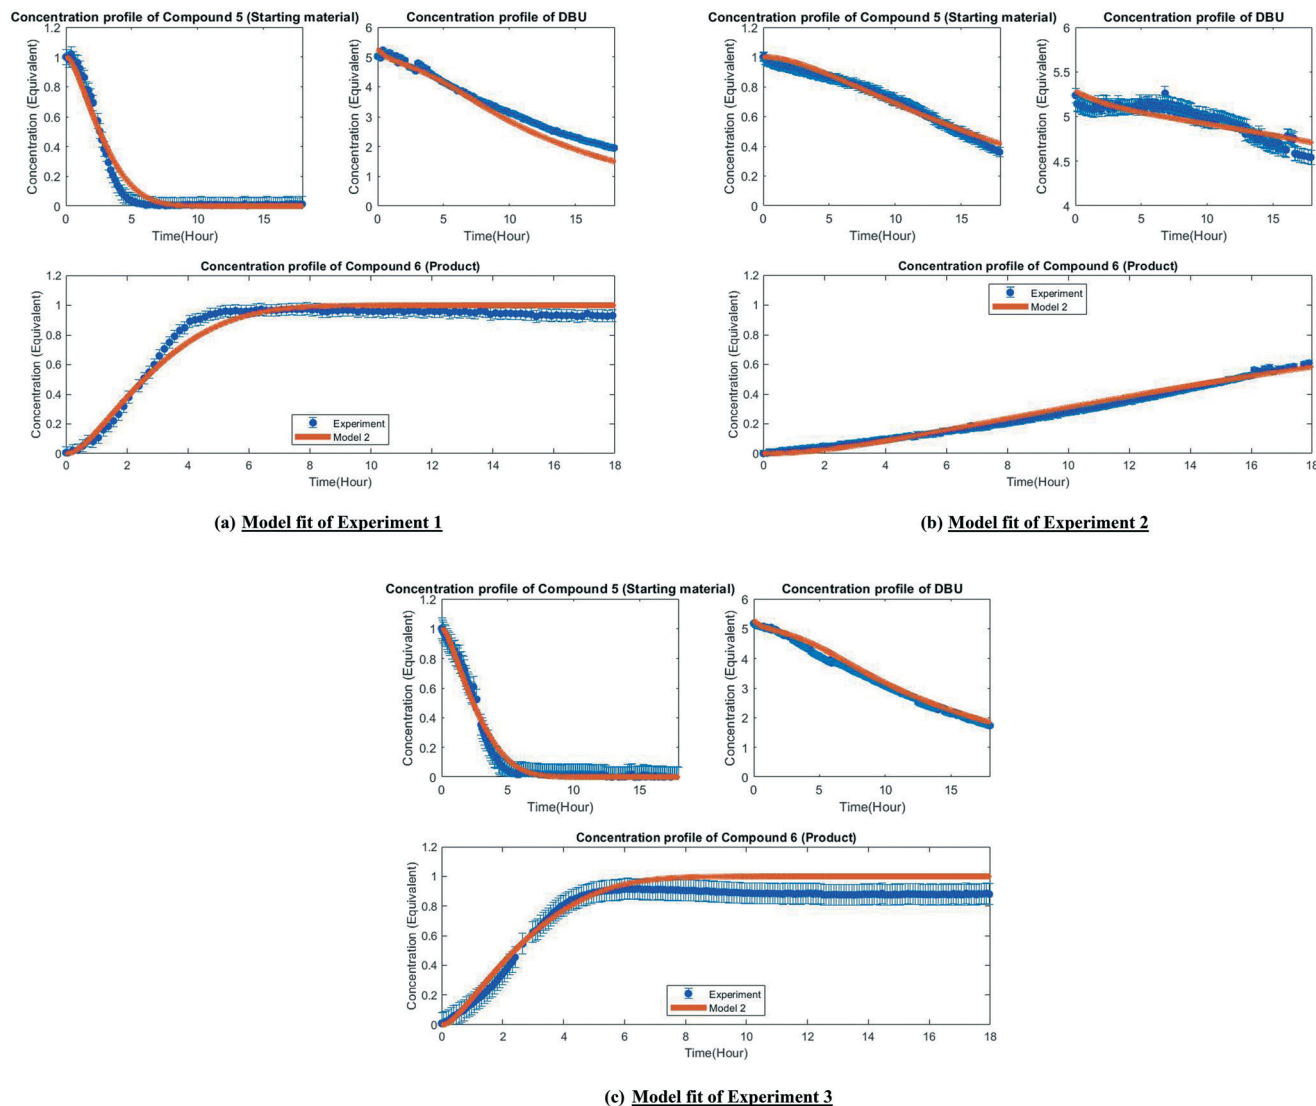 Concentration profile of Compound 5 (Starting material)
Concentration (Equivalent)
1.2
1
0.8
0.6
0.4
0.2
0
0 5 10 15
Time(Hour)
Concentration profile of DBU
Concentration (Equivalent)
6
5
4
3
2
1
0
0 5 10 15
Time(Hour)
Concentration profile of Compound 6 (Product)
Concentration (Equivalent)
1.2
1
0.8
0.6
0.4
0.2
0
0 2 4 6 8 10 12 14 16 18
Time(Hour)
Experiment
Model 2
(a) Model fit of Experiment 1
Concentration profile of Compound 5 (Starting material)
Concentration (Equivalent)
1.2
1
0.8
0.6
0.4
0.2
0
0 5 10 15
Time(Hour)
Concentration profile of DBU
Concentration (Equivalent)
6
5.5
5
4.5
4
0 5 10 15
Time(Hour)
Concentration profile of Compound 6 (Product)
Concentration (Equivalent)
1.2
1
0.8
0.6
0.4
0.2
0
0 2 4 6 8 10 12 14 16 18
Time(Hour)
Experiment
Model 2
(b) Model fit of Experiment 2
Concentration profile of Compound 5 (Starting material)
Concentration (Equivalent)
1.2
1
0.8
0.6
0.4
0.2
0
0 5 10 15
Time(Hour)
Concentration profile of DBU
Concentration (Equivalent)
6
5
4
3
2
1
0
0 5 10 15
Time(Hour)
Concentration profile of Compound 6 (Product)
Concentration (Equivalent)
1.2
1
0.8
0.6
0.4
0.2
0
0 2 4 6 8 10 12 14 16 18
Time(Hour)
Experiment
Model 2
(c) Model fit of Experiment 3